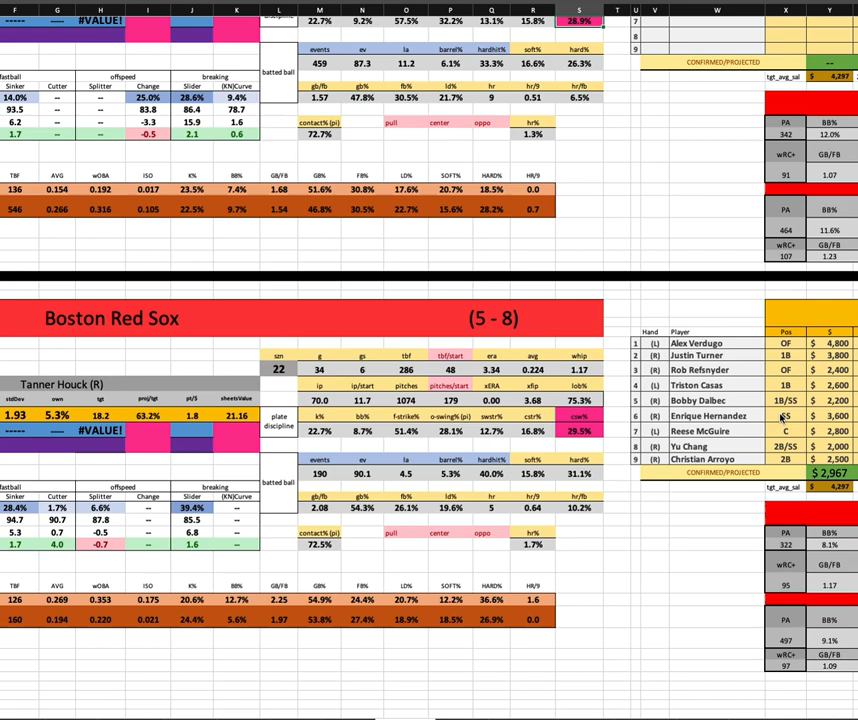 F G H I J K L M N O P Q R S T U V W X Y
----- ---- #VALUE! discipline 22.7% 9.2% 57.5% 32.2% 13.1% 15.8% 28.9% 7
8
events ev la barrel% hardhit% soft% hard% 9
459 87.3 11.2 6.1% 33.3% 16.6% 26.3% CONFIRMED/PROJECTED --
fastball offspeed breaking batted ball tgt_avg_sal $ 4,297
Sinker Cutter Splitter Change Slider (KN)Curve gb/fb gb% fb% ld% hr hr/9 hr/fb
14.0% -- -- 25.0% 28.6% 9.4% 1.57 47.8% 30.5% 21.7% 9 0.51 6.5%
93.5 -- -- 83.8 86.4 78.7
6.2 -- -- -3.3 15.9 1.6 contact% (pi) pull center oppo hr% PA BB%
1.7 -- -- -0.5 2.1 0.6 72.7% 1.3% 342 12.0%
wRC+ GB/FB
TBF AVG wOBA ISO K% BB% GB/FB GB% FB% LD% SOFT% HARD% HR/9 91 1.07
136 0.154 0.192 0.017 23.5% 7.4% 1.68 51.6% 30.8% 17.6% 20.7% 18.5% 0.0
546 0.266 0.316 0.105 22.5% 9.7% 1.54 46.8% 30.5% 22.7% 15.6% 28.2% 0.7 PA BB%
464 11.6%
wRC+ GB/FB
107 1.23
Boston Red Sox (5 - 8)
Hand Player Pos $
1 (L) Alex Verdugo OF $ 4,800
szn g gs tbf tbf/start era avg whip 2 (R) Justin Turner 1B $ 3,800
22 34 6 286 48 3.34 0.224 1.17 3 (R) Rob Refsnyder OF $ 2,400
Tanner Houck (R) ip ip/start pitches pitches/start xERA xfip lob% 4 (L) Triston Casas 1B $ 2,600
stdDev own tgt proj/tgt pt/$ sheetsValue 70.0 11.7 1074 179 0.00 3.68 75.3% 5 (R) Bobby Dalbec 1B/SS $ 2,400
1.93 5.3% 18.2 63.2% 1.8 21.16 plate discipline k% bb% f-strike% o-swing% (pi) swstr% cstr% csw% 6 (R) Enrique Hernandez SS $ 3,600
----- ---- #VALUE! 22.7% 8.7% 51.4% 28.1% 12.7% 16.8% 29.5% 7 (L) Reese McGuire C $ 2,800
8 (R) Yu Chang 2B/SS $ 2,000
events ev la barrel% hardhit% soft% hard% 9 (R) Christian Arroyo 2B $ 2,500
190 90.1 4.5 5.3% 40.0% 15.8% 31.1% CONFIRMED/PROJECTED $ 2,967
fastball offspeed breaking batted ball tgt_avg_sal $ 4,297
Sinker Cutter Splitter Change Slider (KN)Curve gb/fb gb% fb% ld% hr hr/9 hr/fb
28.4% 1.7% 6.6% -- 39.4% -- 2.08 54.3% 26.1% 19.6% 5 0.64 10.2%
94.7 90.7 87.8 -- 85.5 --
5.3 0.7 -0.5 -- 6.8 -- contact% (pi) pull center oppo hr% PA BB%
1.7 4.0 -0.7 -- 1.6 -- 72.5% 1.7% 322 8.1%
wRC+ GB/FB
TBF AVG wOBA ISO K% BB% GB/FB GB% FB% LD% SOFT% HARD% HR/9 95 1.17
126 0.269 0.353 0.175 20.6% 12.7% 2.25 54.9% 24.4% 20.7% 12.2% 36.6% 1.6
160 0.194 0.220 0.021 24.4% 5.6% 1.97 53.8% 27.4% 18.9% 18.5% 26.9% 0.0 PA BB%
497 9.1%
wRC+ GB/FB
97 1.09